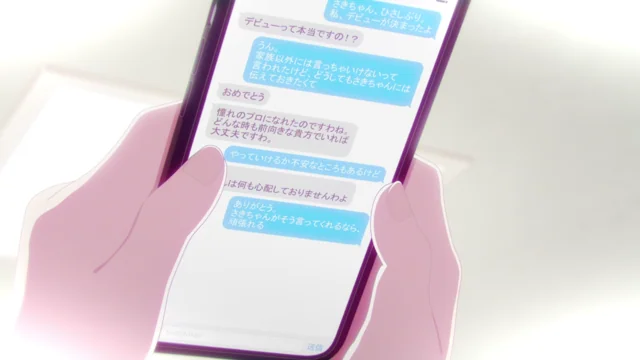 さきちゃん、ひさしぶり。
私、デビューが決まったよ
デビューって本当ですの！？
うん。
家族以外には言っちゃいけないって
言われたけど、どうしてもさきちゃんには
伝えておきたくて
おめでとう
憧れのプロになれたのですわね。
どんな時も前向きな貴方でいれば
大丈夫ですわ。
やっていけるか不安なところもあるけど
は何も心配しておりませんわよ
ありがとう。
さきちゃんがそう言ってくれるなら、
頑張れる
送信